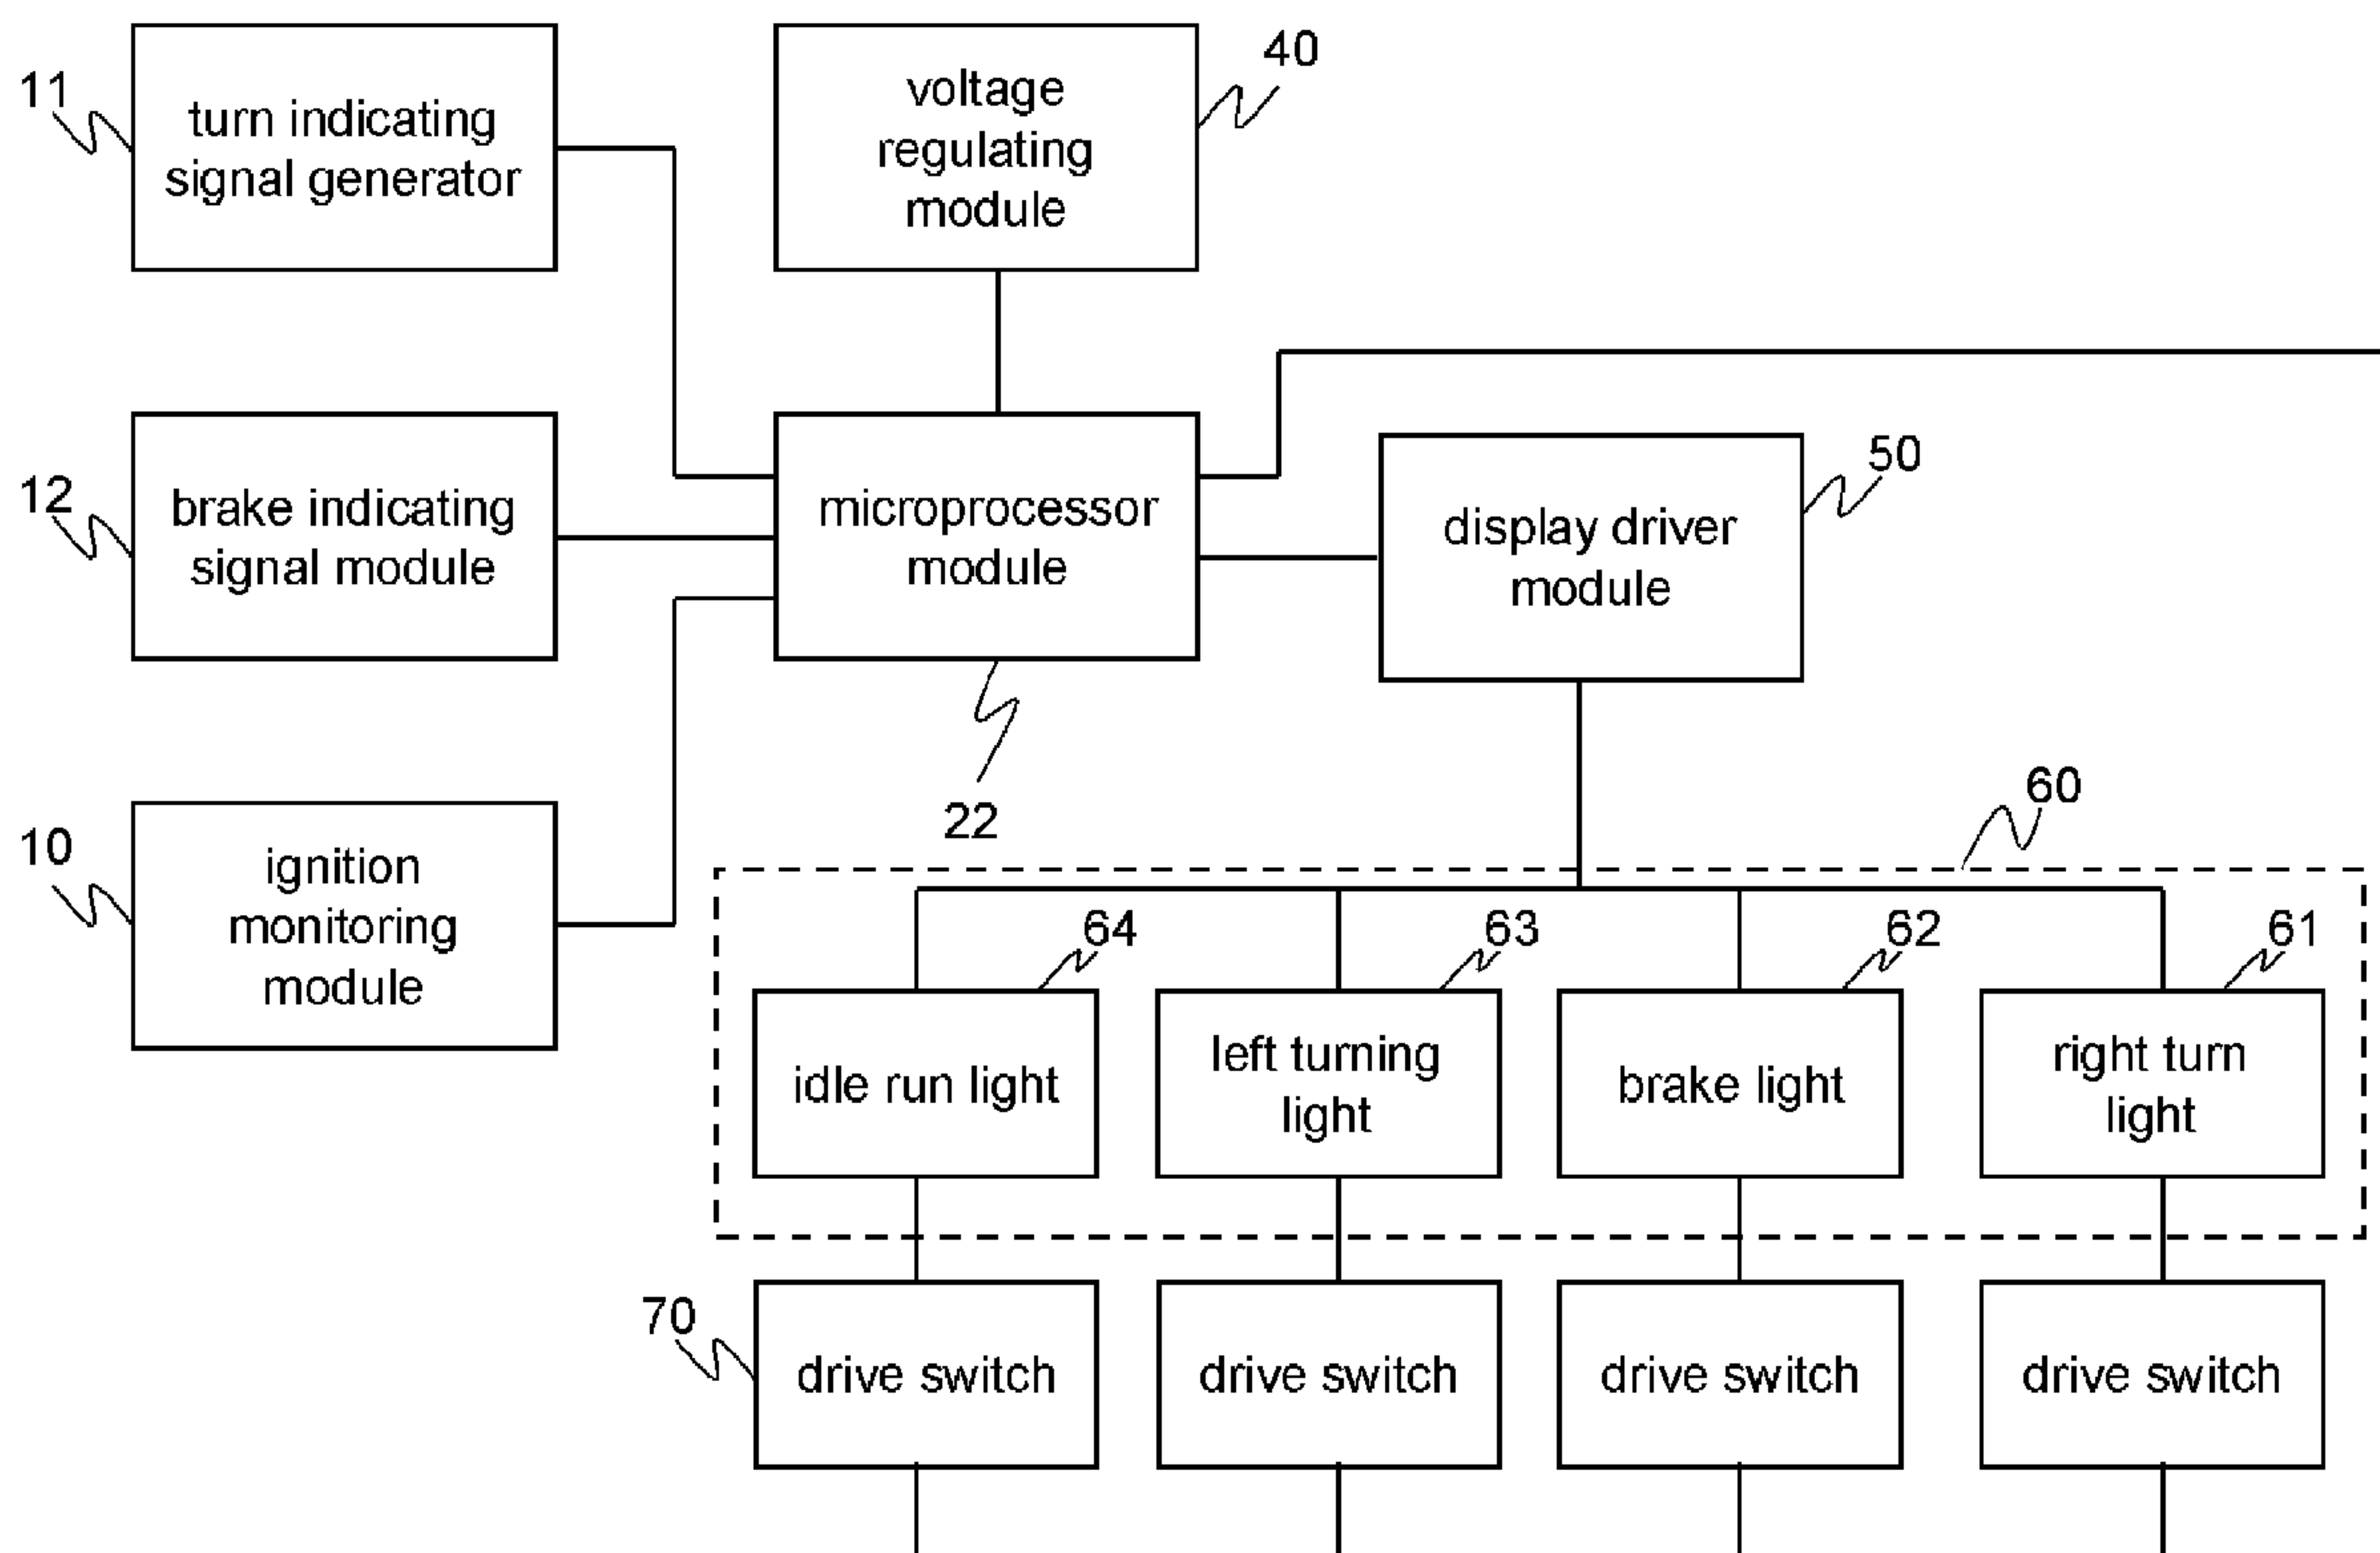 11
turn indicating
signal generator
voltage
regulating
module
40
12
brake indicating
signal module
microprocessor
module
22
display driver
module
50
10
ignition
monitoring
module
60
64
idle run light
63
left turning
light
62
brake light
61
right turn
light
70
drive switch
drive switch
drive switch
drive switch